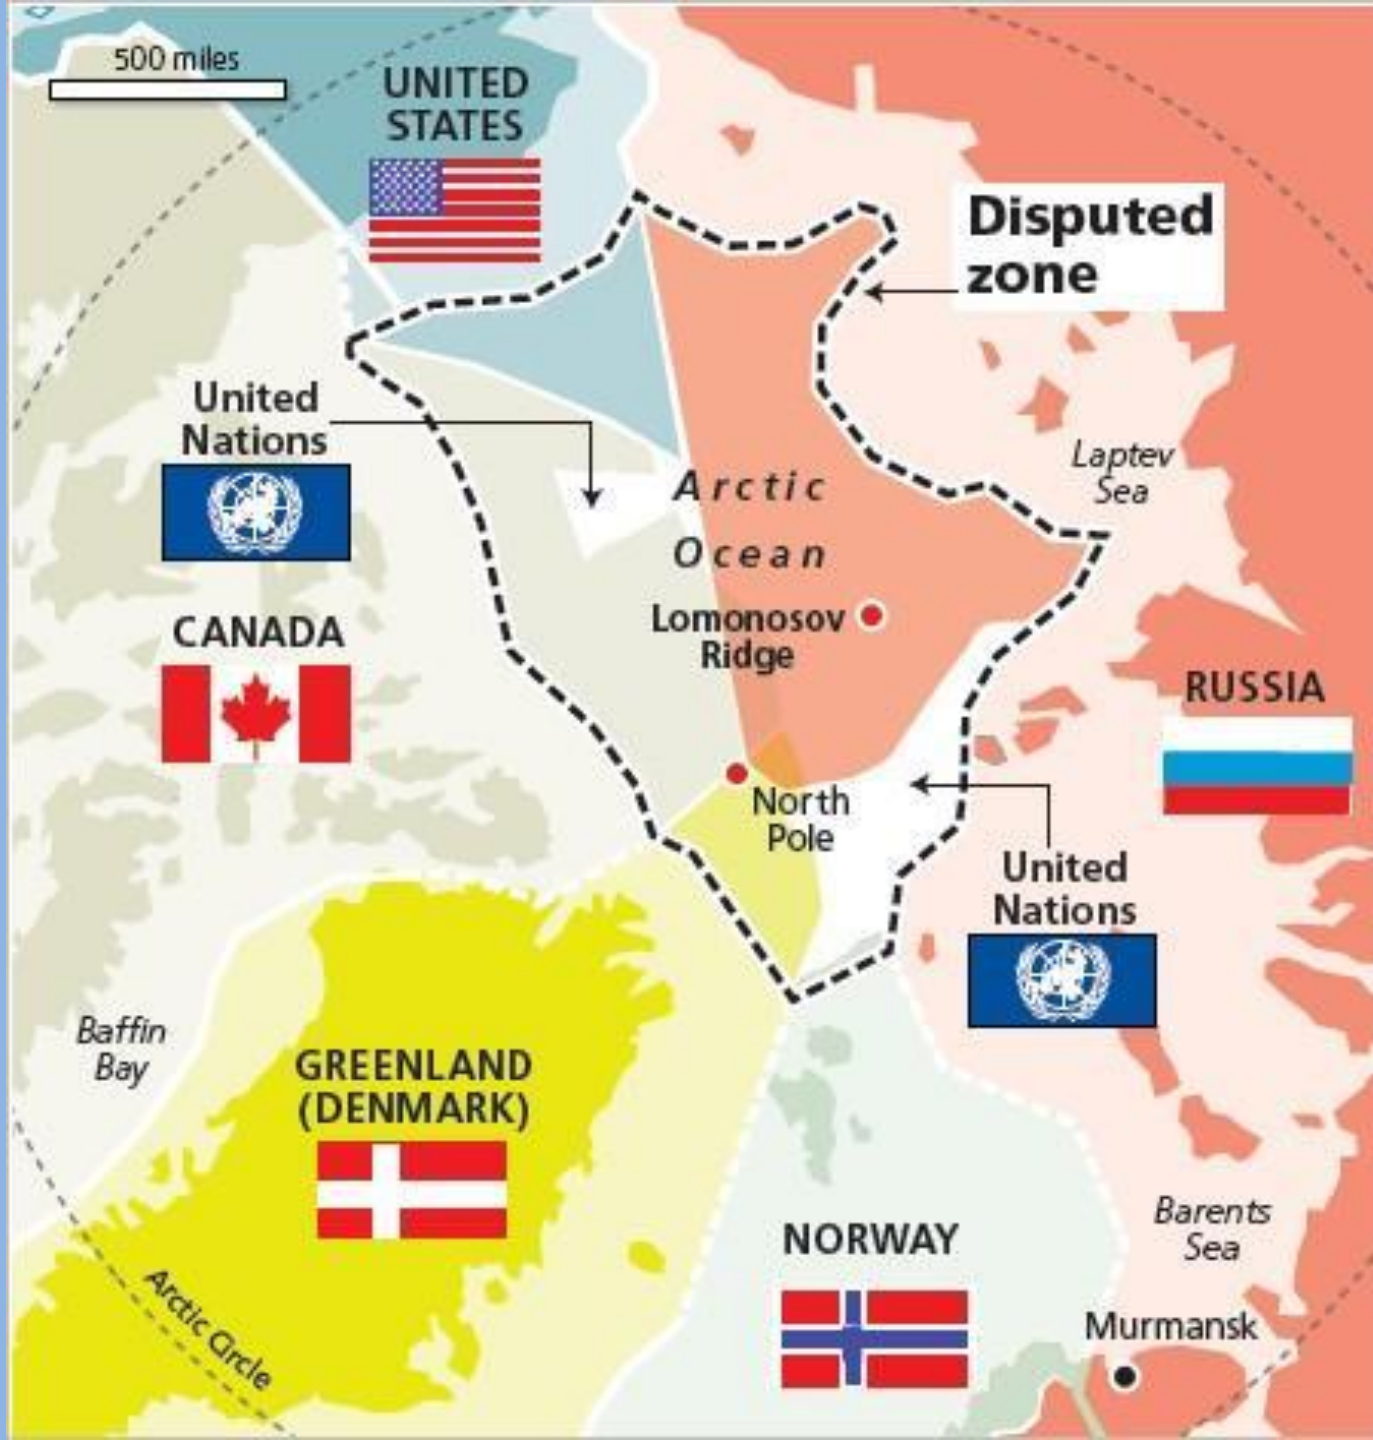 500 miles
UNITED
STATES
Disputed
zone
United
Nations
Laptev
Sea
Arctic
Ocean
Lomonosov
Ridge
CANADA
RUSSIA
North
Pole
United
Nations
Baffin
Bay
GREENLAND
(DENMARK)
NORWAY
Barents
Sea
Arctic Circle
Murmansk